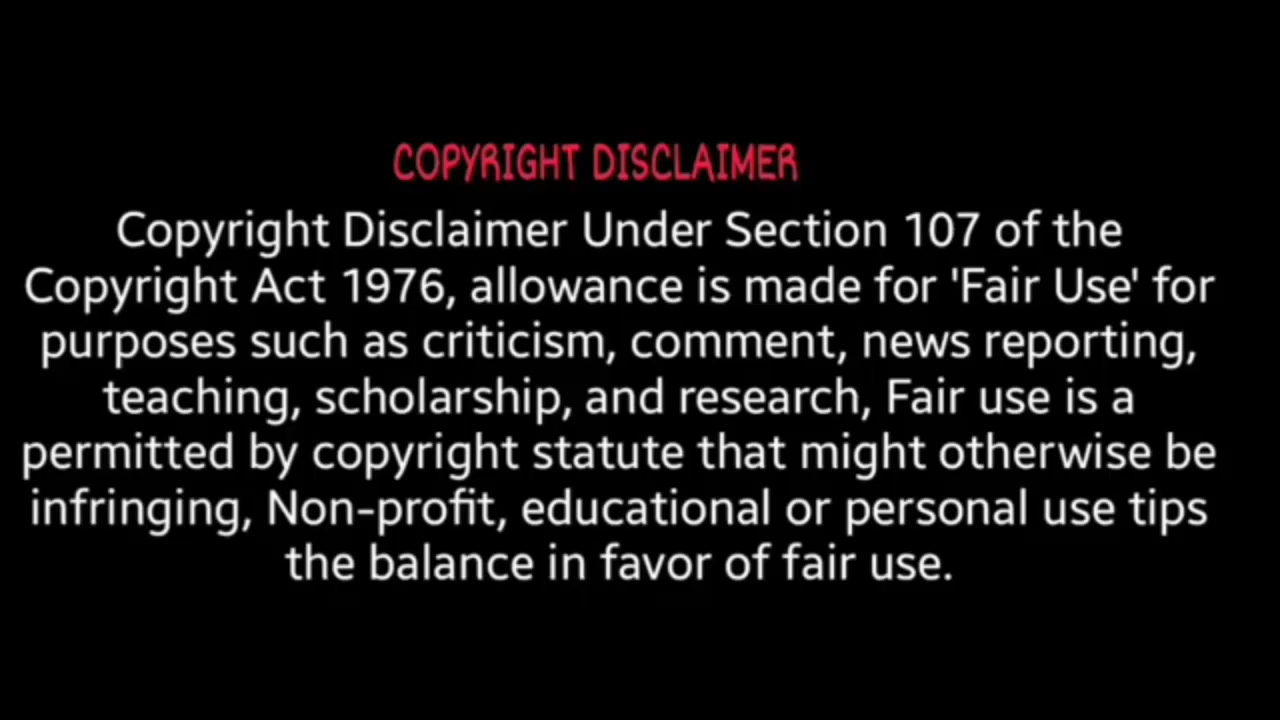 COPYRIGHT DISCLAIMER
Copyright Disclaimer Under Section 107 of the
Copyright Act 1976, allowance is made for 'Fair Use' for
purposes such as criticism, comment, news reporting,
teaching, scholarship, and research, Fair use is a
permitted by copyright statute that might otherwise be
infringing, Non-profit, educational or personal use tips
the balance in favor of fair use.